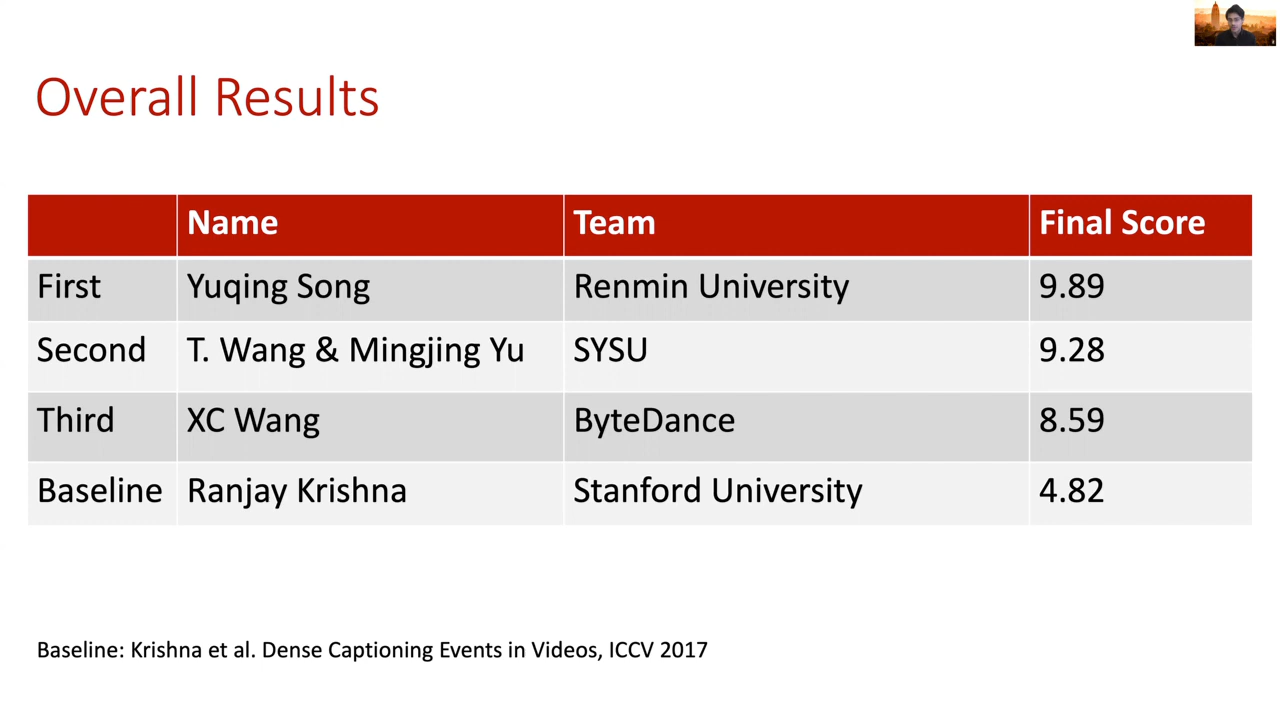 Overall Results
Name Team Final Score
First Yuqing Song Renmin University 9.89
Second T. Wang & Mingjing Yu SYSU 9.28
Third XC Wang ByteDance 8.59
Baseline Ranjay Krishna Stanford University 4.82
Baseline: Krishna et al. Dense Captioning Events in Videos, ICCV 2017